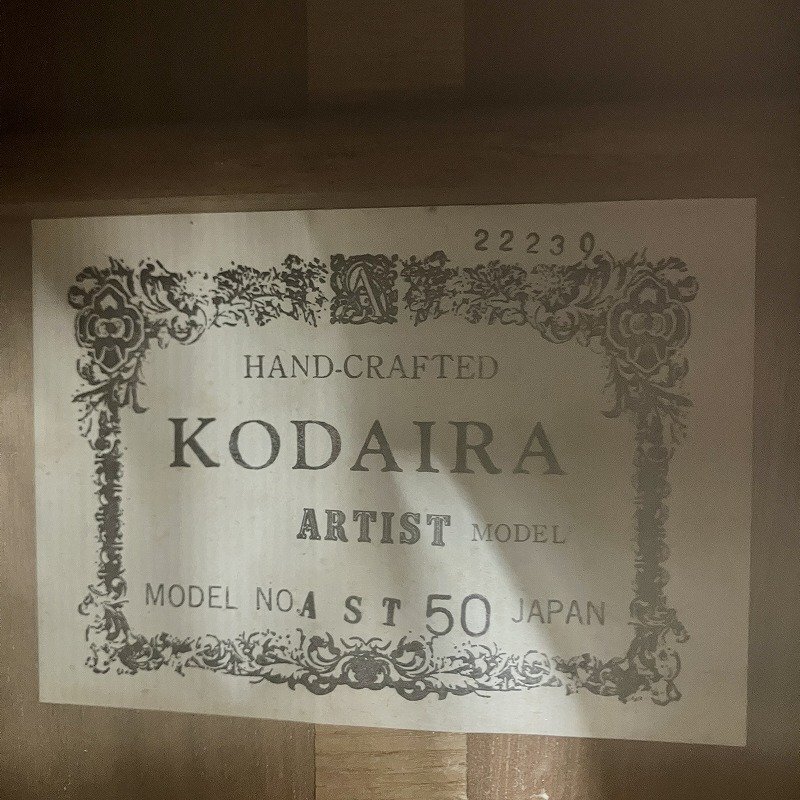 22230
A
HAND-CRAFTED
KODAIRA
ARTIST MODEL
MODEL NO. A S T 50 JAPAN